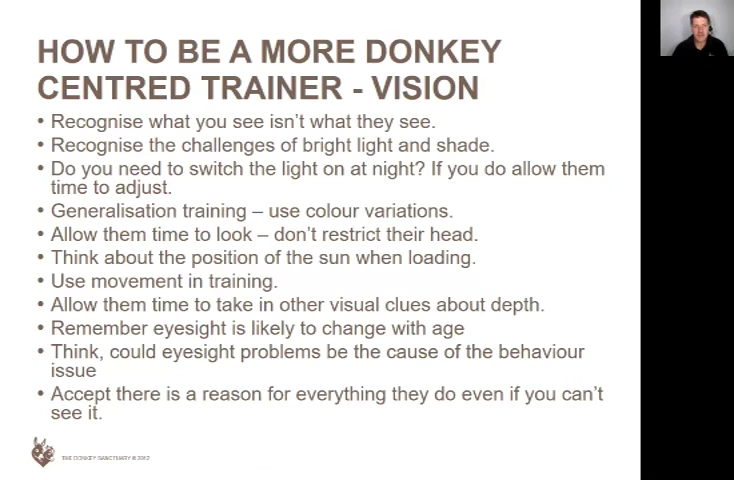 HOW TO BE A MORE DONKEY
CENTRED TRAINER - VISION
• Recognise what you see isn't what they see.
• Recognise the challenges of bright light and shade.
• Do you need to switch the light on at night? If you do allow them
time to adjust.
• Generalisation training – use colour variations.
• Allow them time to look – don't restrict their head.
• Think about the position of the sun when loading.
• Use movement in training.
• Allow them time to take in other visual clues about depth.
• Remember eyesight is likely to change with age
• Think, could eyesight problems be the cause of the behaviour
issue
• Accept there is a reason for everything they do even if you can't
see it.
THE DONKEY SANCTUARY © 2012